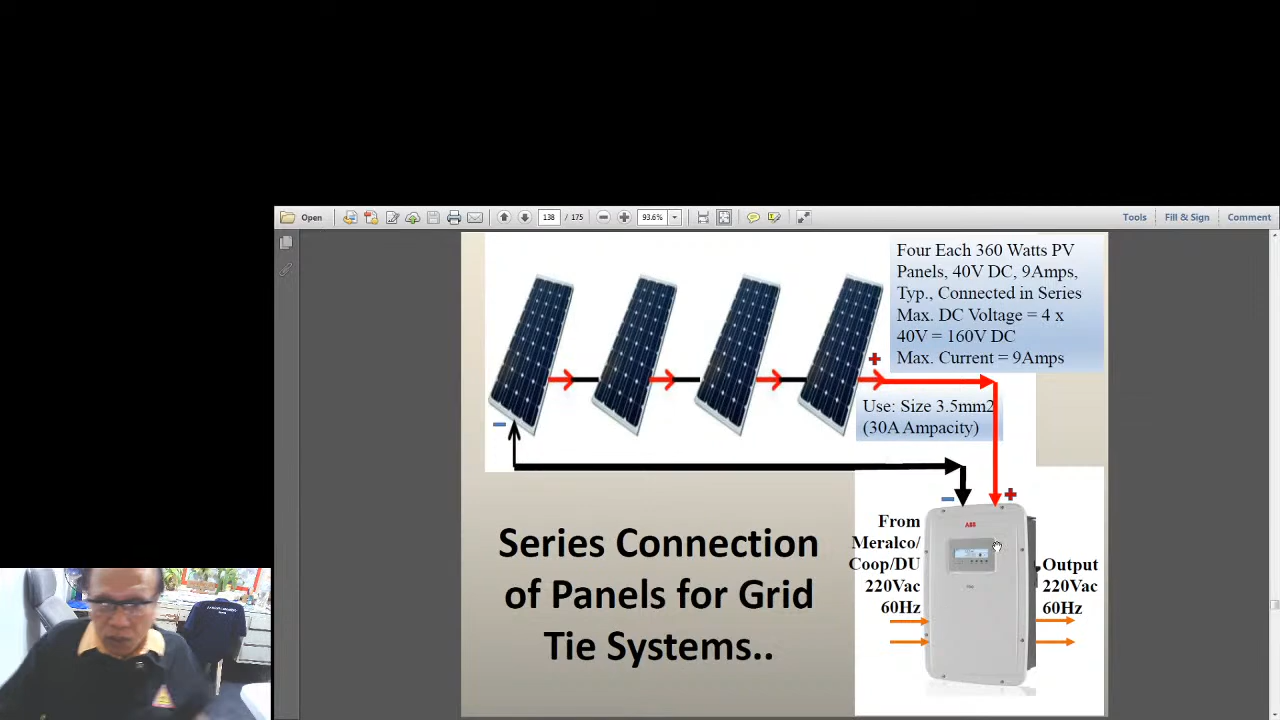 Open
138 / 175
93.6%
Tools
Fill & Sign
Comment
Four Each 360 Watts PV
Panels, 40V DC, 9Amps,
Typ., Connected in Series
Max. DC Voltage = 4 x
40V = 160V DC
Max. Current = 9Amps
+
Use: Size 3.5mm2
(30A Ampacity)
Series Connection
of Panels for Grid
Tie Systems..
- +
ABB
From
Meralco/
Coop/DU
220Vac
60Hz
Output
220Vac
60Hz